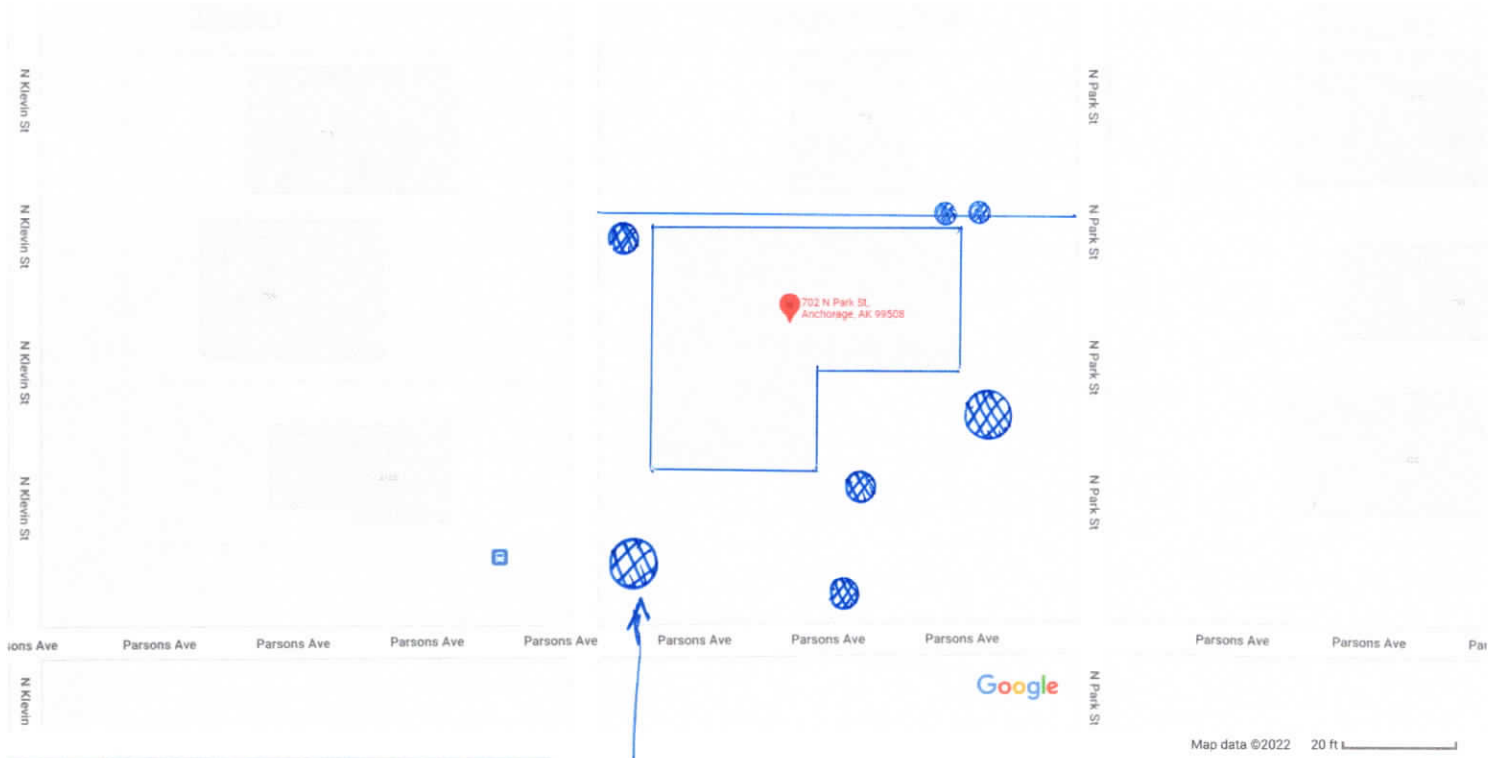 N Klevin St
N Park St
N Klevin St
N Park St
702 N Park St,
Anchorage, AK 99508
N Klevin St
N Park St
N Klevin St
N Park St
sons Ave
Parsons Ave
Parsons Ave
Parsons Ave
Parsons Ave
Parsons Ave
Parsons Ave
Parsons Ave
Parsons Ave
Parsons Ave
Par
N Klevin
Google
N Park St
Map data ©2022
20 ft